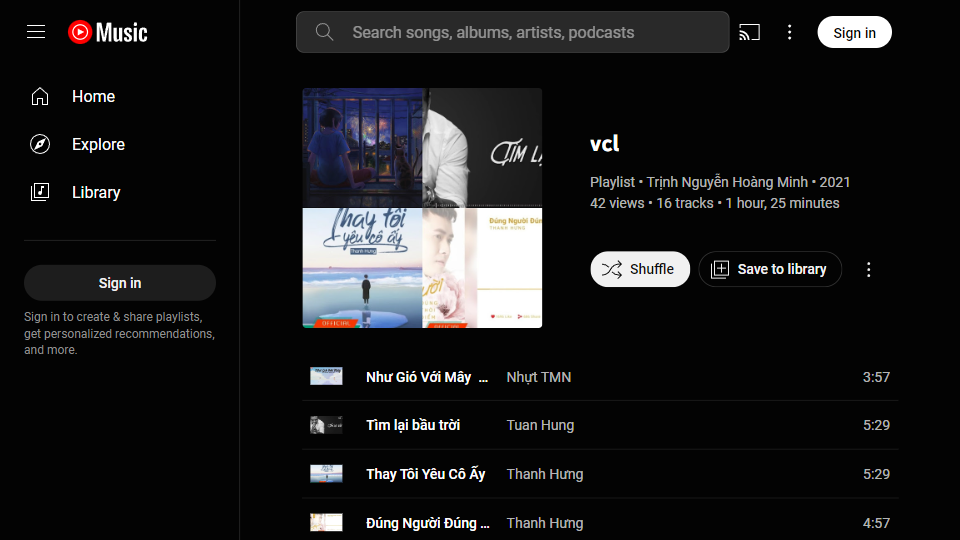 Music
Search songs, albums, artists, podcasts
Sign in
Home
Explore
Library
Sign in
Sign in to create & share playlists,
get personalized recommendations,
and more.
TÌM LẠ
Thay tôi
yêu cô ấy
Thanh Hưng
OFFICIAL
Đúng Người Đún
THANH HƯNG
vcl
Playlist • Trịnh Nguyễn Hoàng Minh • 2021
42 views • 16 tracks • 1 hour, 25 minutes
Shuffle
Save to library
Như Gió Với Mây ...
Nhựt TMN
3:57
Tìm lại bầu trời
Tuan Hung
5:29
Thay Tôi Yêu Cô Ấy
Thanh Hưng
5:29
Đúng Người Đúng ...
Thanh Hưng
4:57